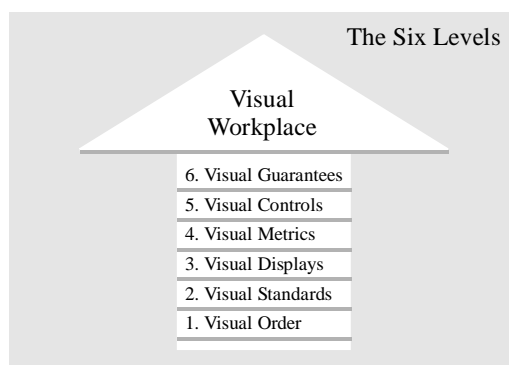 The Six Levels
Visual
Workplace
6. Visual Guarantees
5. Visual Controls
4. Visual Metrics
3. Visual Displays
2. Visual Standards
1. Visual Order